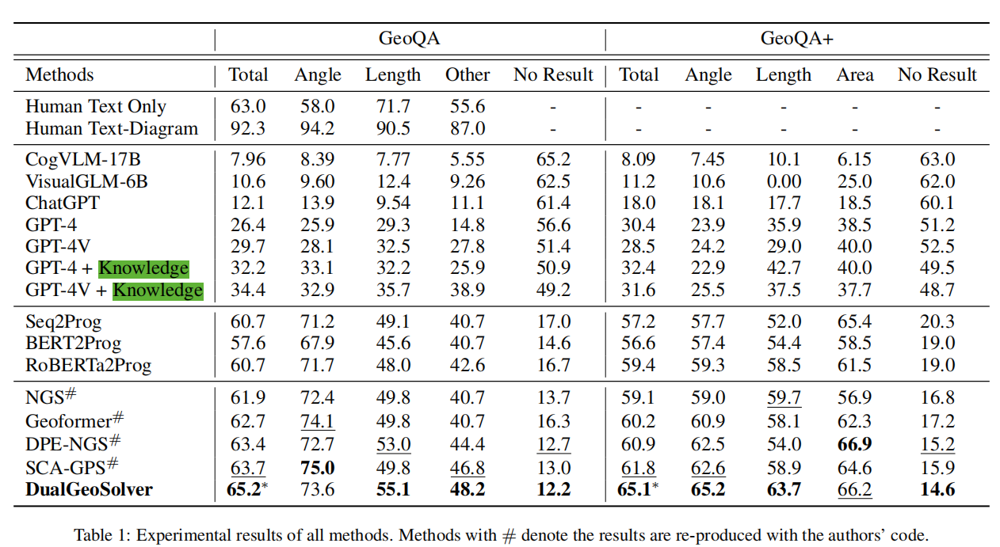 GeoQA GeoQA+
Methods Total Angle Length Other No Result Total Angle Length Area No Result
Human Text Only 63.0 58.0 71.7 55.6 - - - - - -
Human Text-Diagram 92.3 94.2 90.5 87.0 - - - - - -
CogVLM-17B 7.96 8.39 7.77 5.55 65.2 8.09 7.45 10.1 6.15 63.0
VisualGLM-6B 10.6 9.60 12.4 9.26 62.5 11.2 10.6 0.00 25.0 62.0
ChatGPT 12.1 13.9 9.54 11.1 61.4 18.0 18.1 17.7 18.5 60.1
GPT-4 26.4 25.9 29.3 14.8 56.6 30.4 23.9 35.9 38.5 51.2
GPT-4V 29.7 28.1 32.5 27.8 51.4 28.5 24.2 29.0 40.0 52.5
GPT-4 + Knowledge 32.2 33.1 32.2 25.9 50.9 32.4 22.9 42.7 40.0 49.5
GPT-4V + Knowledge 34.4 32.9 35.7 38.9 49.2 31.6 25.5 37.5 37.7 48.7
Seq2Prog 60.7 71.2 49.1 40.7 17.0 57.2 57.7 52.0 65.4 20.3
BERT2Prog 57.6 67.9 45.6 40.7 14.6 56.6 57.4 54.4 58.5 19.0
RoBERTa2Prog 60.7 71.7 48.0 42.6 16.7 59.4 59.3 58.5 61.5 19.0
NGS# 61.9 72.4 49.8 40.7 13.7 59.1 59.0 59.7 56.9 16.8
Geoformer# 62.7 74.1 49.8 40.7 16.3 60.2 60.9 58.1 62.3 17.2
DPE-NGS# 63.4 72.7 53.0 44.4 12.7 60.9 62.5 54.0 66.9 15.2
SCA-GPS# 63.7 75.0 49.8 46.8 13.0 61.8 62.6 58.9 64.6 15.9
DualGeoSolver 65.2* 73.6 55.1 48.2 12.2 65.1* 65.2 63.7 66.2 14.6
Table 1: Experimental results of all methods. Methods with # denote the results are re-produced with the authors' code.